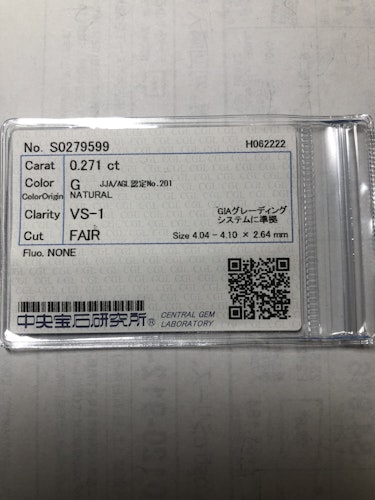 No. S0279599 H062222
Carat 0.271 ct
Color G JJA/AGL認定No.201
ColorOrigin NATURAL
Clarity VS-1 GIAグレーディング
システムに準拠
Cut FAIR Size 4.04 - 4.10 × 2.64 mm
Fluo. NONE
中央宝石研究所® CENTRAL GEM
LABORATORY